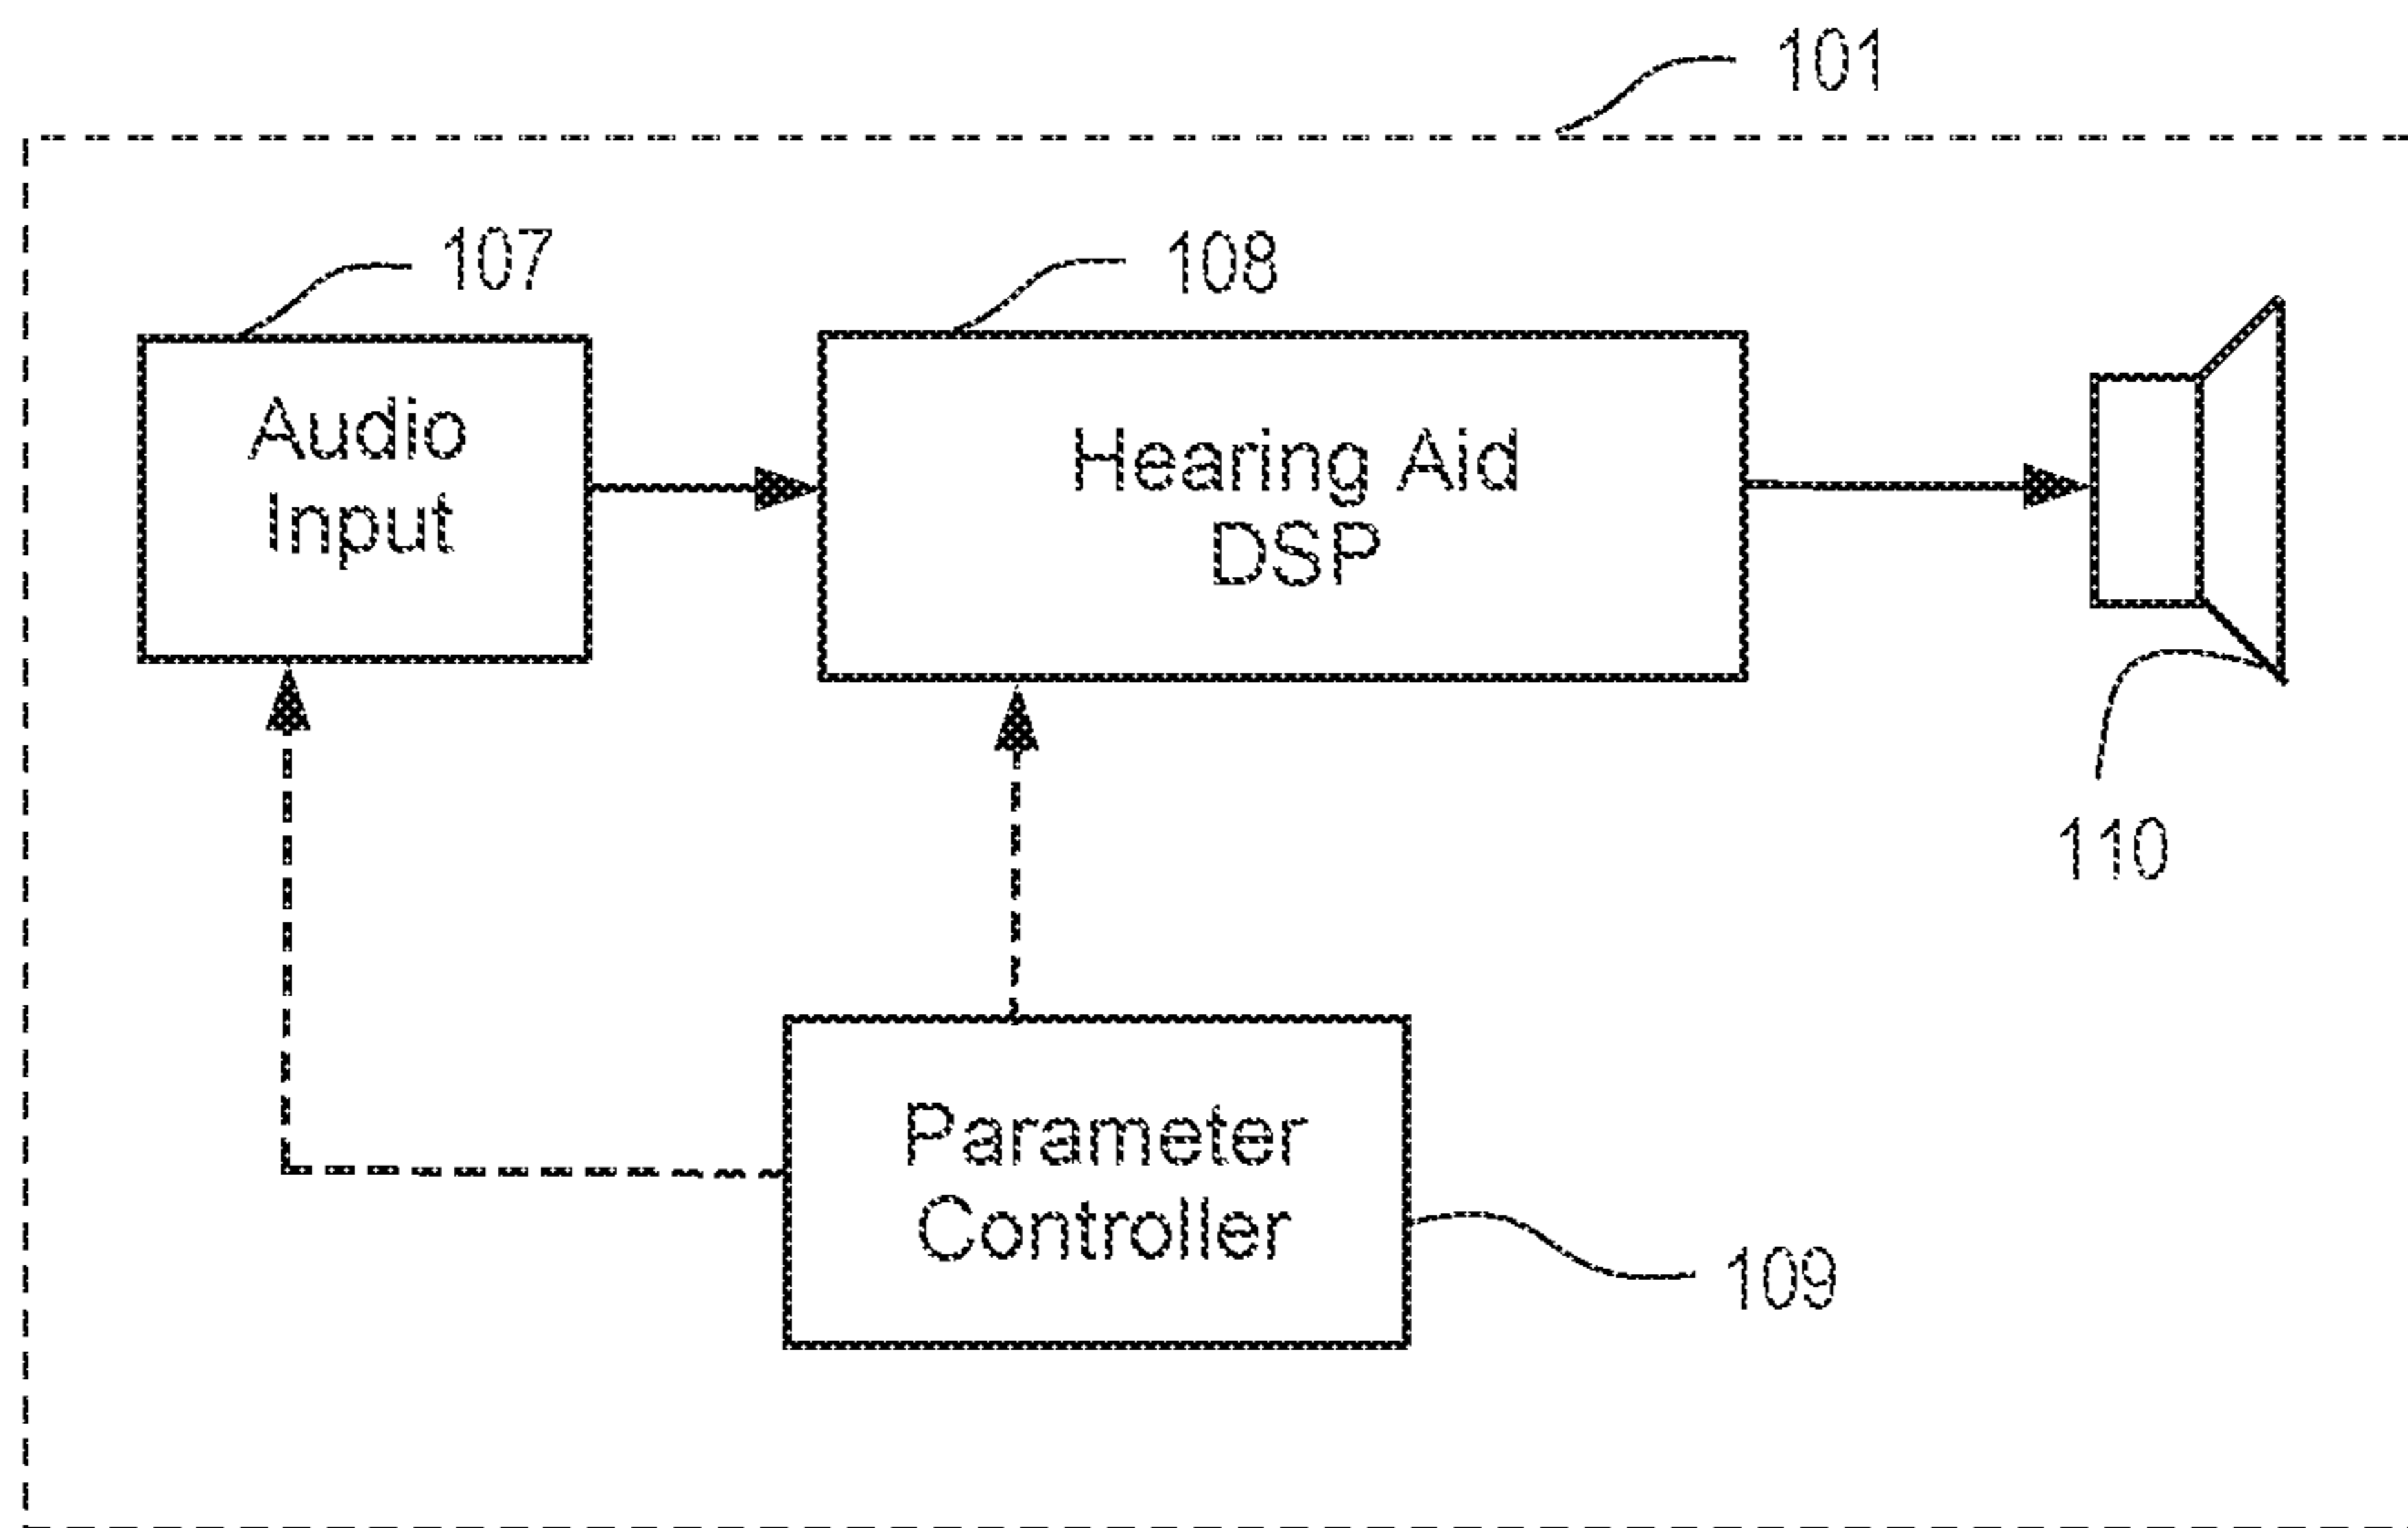 101
107
108
Audio
Input
Hearing Aid
DSP
110
Parameter
Controller
109